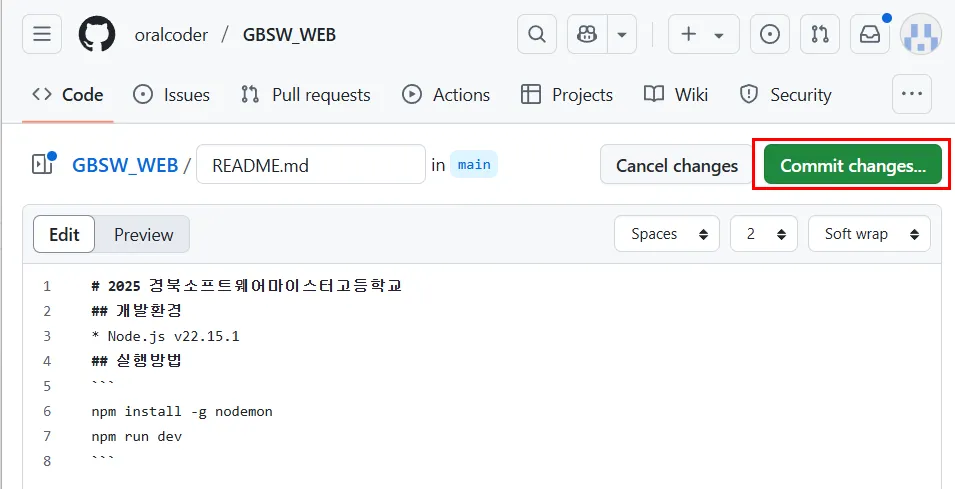 oralcoder / GBSW_WEB
Code Issues Pull requests Actions Projects Wiki Security
GBSW_WEB / README.md in main Cancel changes Commit changes...
Edit Preview Spaces 2 Soft wrap
1 # 2025 경북소프트웨어마이스터고등학교
2 ## 개발환경
3 * Node.js v22.15.1
4 ## 실행방법
5 ```
6 npm install -g nodemon
7 npm run dev
8 ```